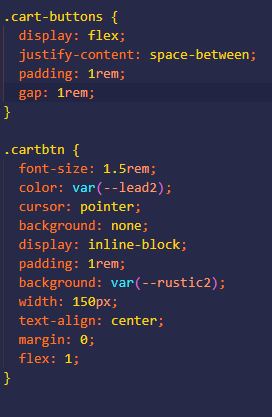 .cart-buttons {
  display: flex;
  justify-content: space-between;
  padding: 1rem;
  gap: 1rem;
}

.cartbtn {
  font-size: 1.5rem;
  color: var(--lead2);
  cursor: pointer;
  background: none;
  display: inline-block;
  padding: 1rem;
  background: var(--rustic2);
  width: 150px;
  text-align: center;
  margin: 0;
  flex: 1;
}